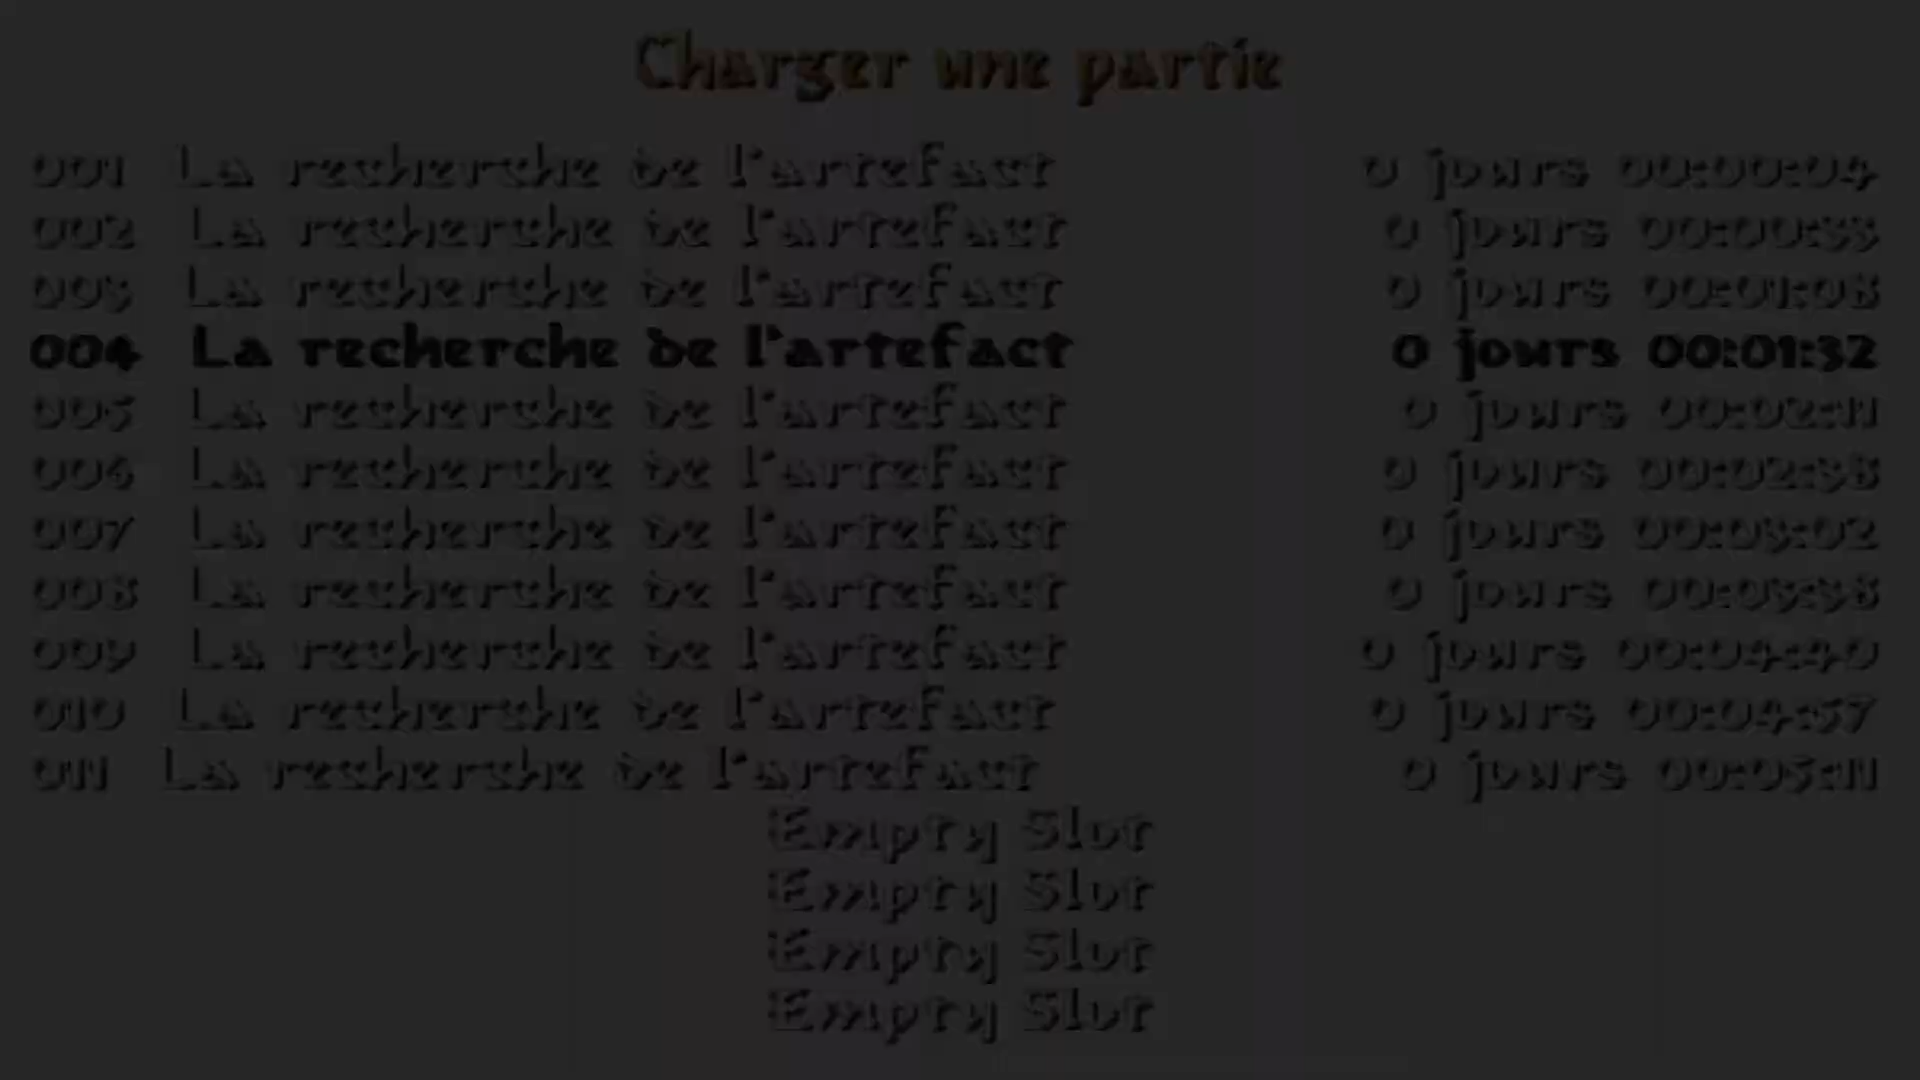 Charger une partie
001 La recherche de l'artefact 0 jours 00:00:04
002 La recherche de l'artefact 0 jours 00:00:33
003 La recherche de l'artefact 0 jours 00:01:08
004 La recherche de l'artefact 0 jours 00:01:32
005 La recherche de l'artefact 0 jours 00:02:11
006 La recherche de l'artefact 0 jours 00:02:38
007 La recherche de l'artefact 0 jours 00:03:02
008 La recherche de l'artefact 0 jours 00:03:38
009 La recherche de l'artefact 0 jours 00:04:40
010 La recherche de l'artefact 0 jours 00:04:57
011 La recherche de l'artefact 0 jours 00:05:11
Empty Slot
Empty Slot
Empty Slot
Empty Slot